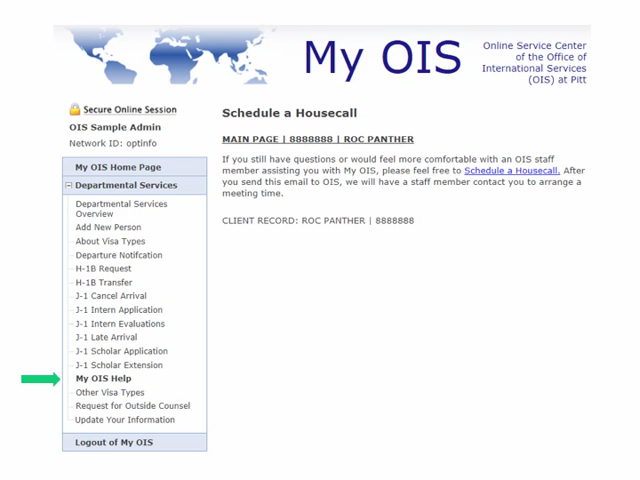 My OIS
Online Service Center
of the Office of
International Services
(OIS) at Pitt
Secure Online Session
OIS Sample Admin
Network ID: optinfo
My OIS Home Page
Departmental Services
Departmental Services
Overview
Add New Person
About Visa Types
Departure Notifcation
H-1B Request
H-1B Transfer
J-1 Cancel Arrival
J-1 Intern Application
J-1 Intern Evaluations
J-1 Late Arrival
J-1 Scholar Application
J-1 Scholar Extension
My OIS Help
Other Visa Types
Request for Outside Counsel
Update Your Information
Logout of My OIS
Schedule a Housecall
MAIN PAGE | 8888888 | ROC PANTHER
If you still have questions or would feel more comfortable with an OIS staff
member assisting you with My OIS, please feel free to Schedule a Housecall. After
you send this email to OIS, we will have a staff member contact you to arrange a
meeting time.
CLIENT RECORD: ROC PANTHER | 8888888